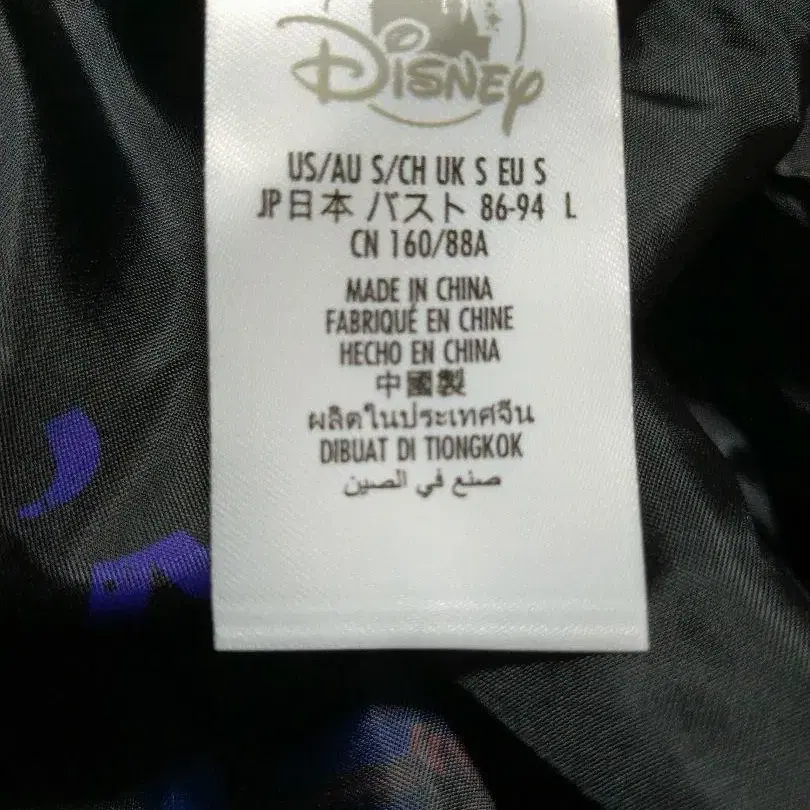 Disney
US/AU S/CH UK S EU S
JP日本 バスト 86-94 L
CN 160/88A
MADE IN CHINA
FABRIQUÉ EN CHINE
HECHO EN CHINA
中國製
ผลิตในประเทศจีน
DIBUAT DI TIONGKOK
صنع في الصين